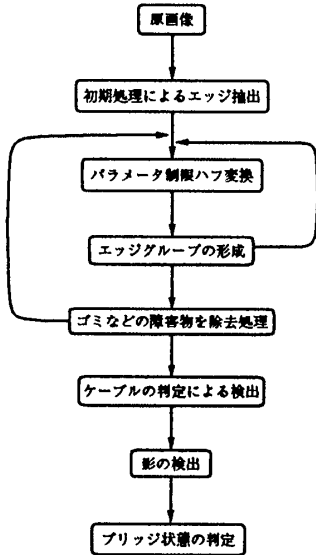 原画像
初期処理によるエッジ抽出
パラメータ制限ハフ変換
エッジグループの形成
ゴミなどの障害物を除去処理
ケーブルの判定による検出
影の検出
ブリッジ状態の判定